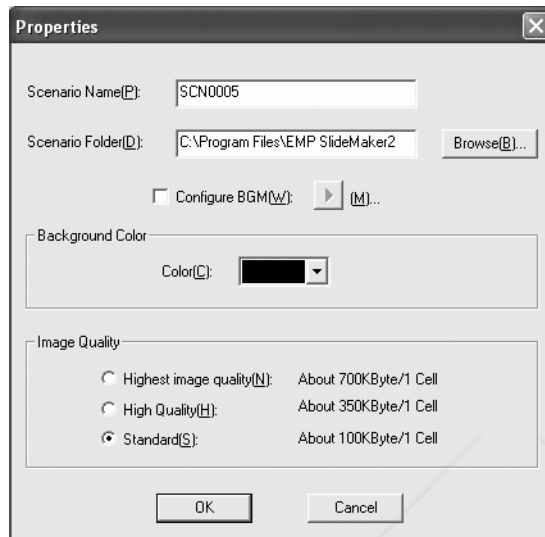 Properties
Scenario Name(P): SCN0005
Scenario Folder(D): C:\Program Files\EMP SlideMaker2 Browse(B)...
Configure BGM(W): (M)...
Background Color
Color(C):
Image Quality
Highest image quality(N): About 700KByte/1 Cell
High Quality(H): About 350KByte/1 Cell
Standard(S): About 100KByte/1 Cell
OK Cancel